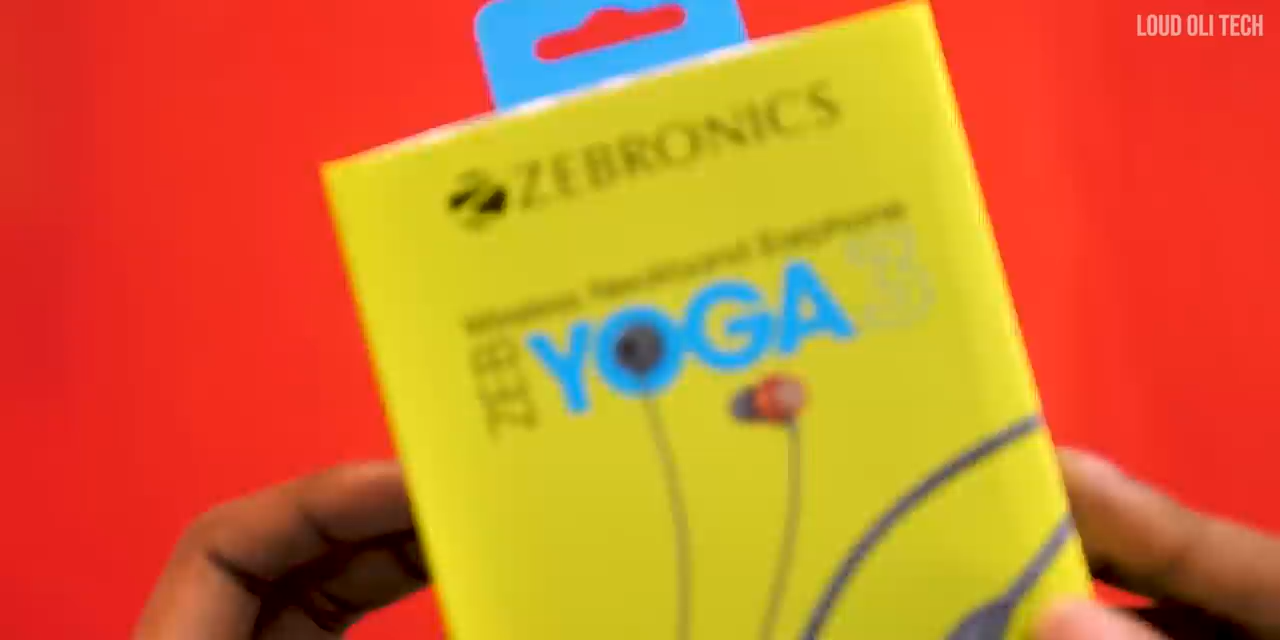 LOUD OLI TECH
ZEBRONICS
Wireless Neckband Earphone
ZEB
YOGA 3